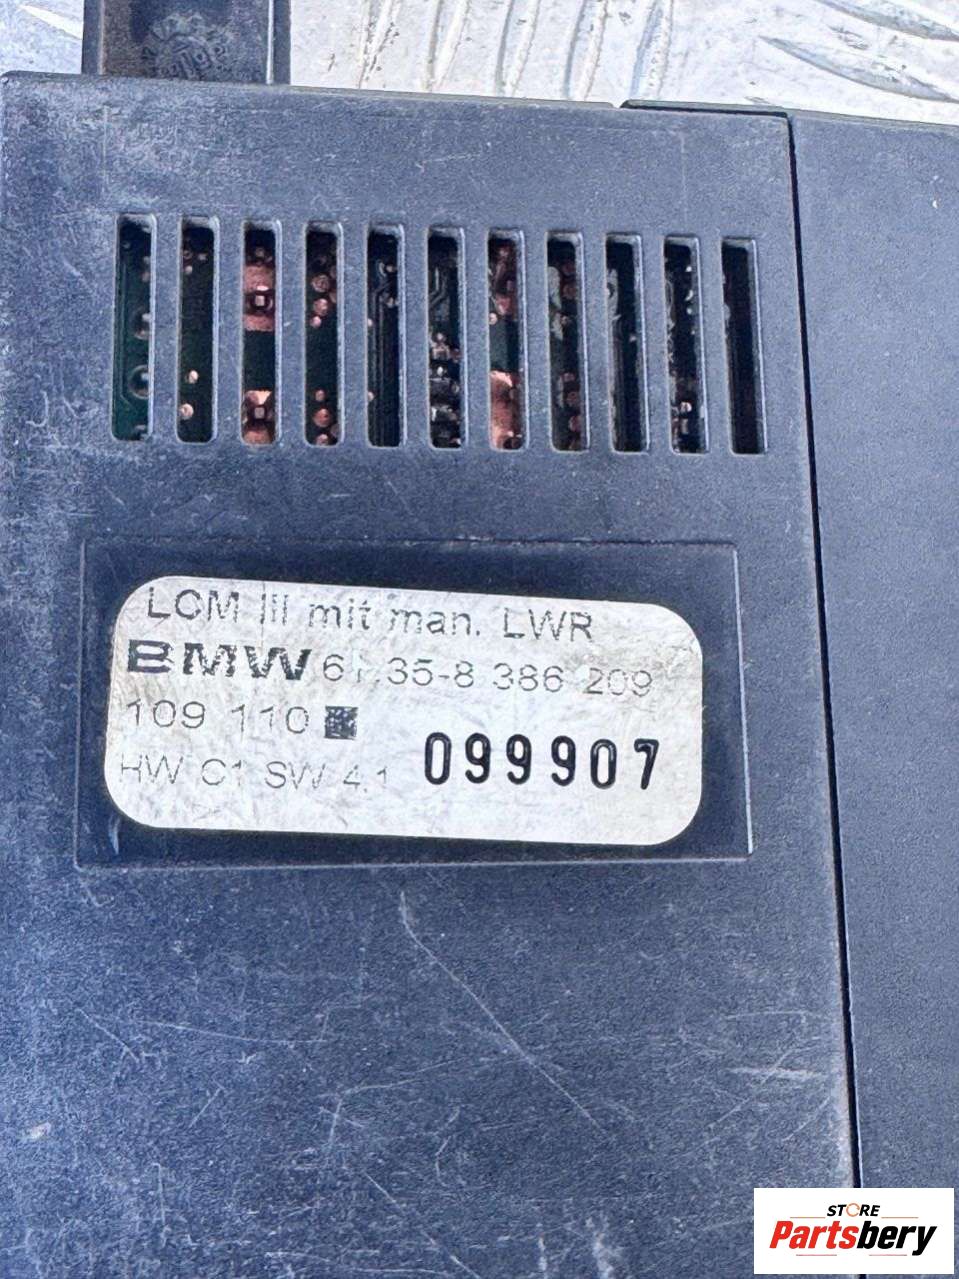 LCM III mit man. LWR
BMW 61.35-8 386 209
109 110
HW C1 SW 4.1 099907
STORE
Partsbery